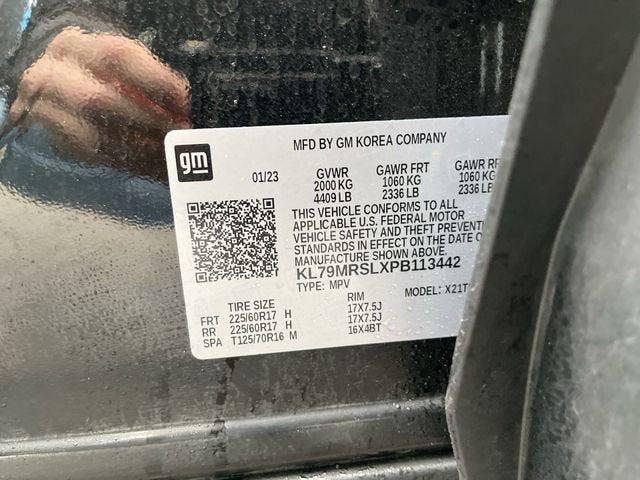 MFD BY GM KOREA COMPANY
gm
01/23
GVWR GAWR FRT GAWR RR
2000 KG 1060 KG 1060 KG
4409 LB 2336 LB 2336 LB
THIS VEHICLE CONFORMS TO ALL
APPLICABLE U.S. FEDERAL MOTOR
VEHICLE SAFETY AND THEFT PREVENT
STANDARDS IN EFFECT ON THE DATE O
MANUFACTURE SHOWN ABOVE.
KL79MRSLXPB113442
TYPE: MPV MODEL: X21T
TIRE SIZE RIM
FRT 225/60R17 H 17X7.5J
RR 225/60R17 H 17X7.5J
SPA T125/70R16 M 16X4BT